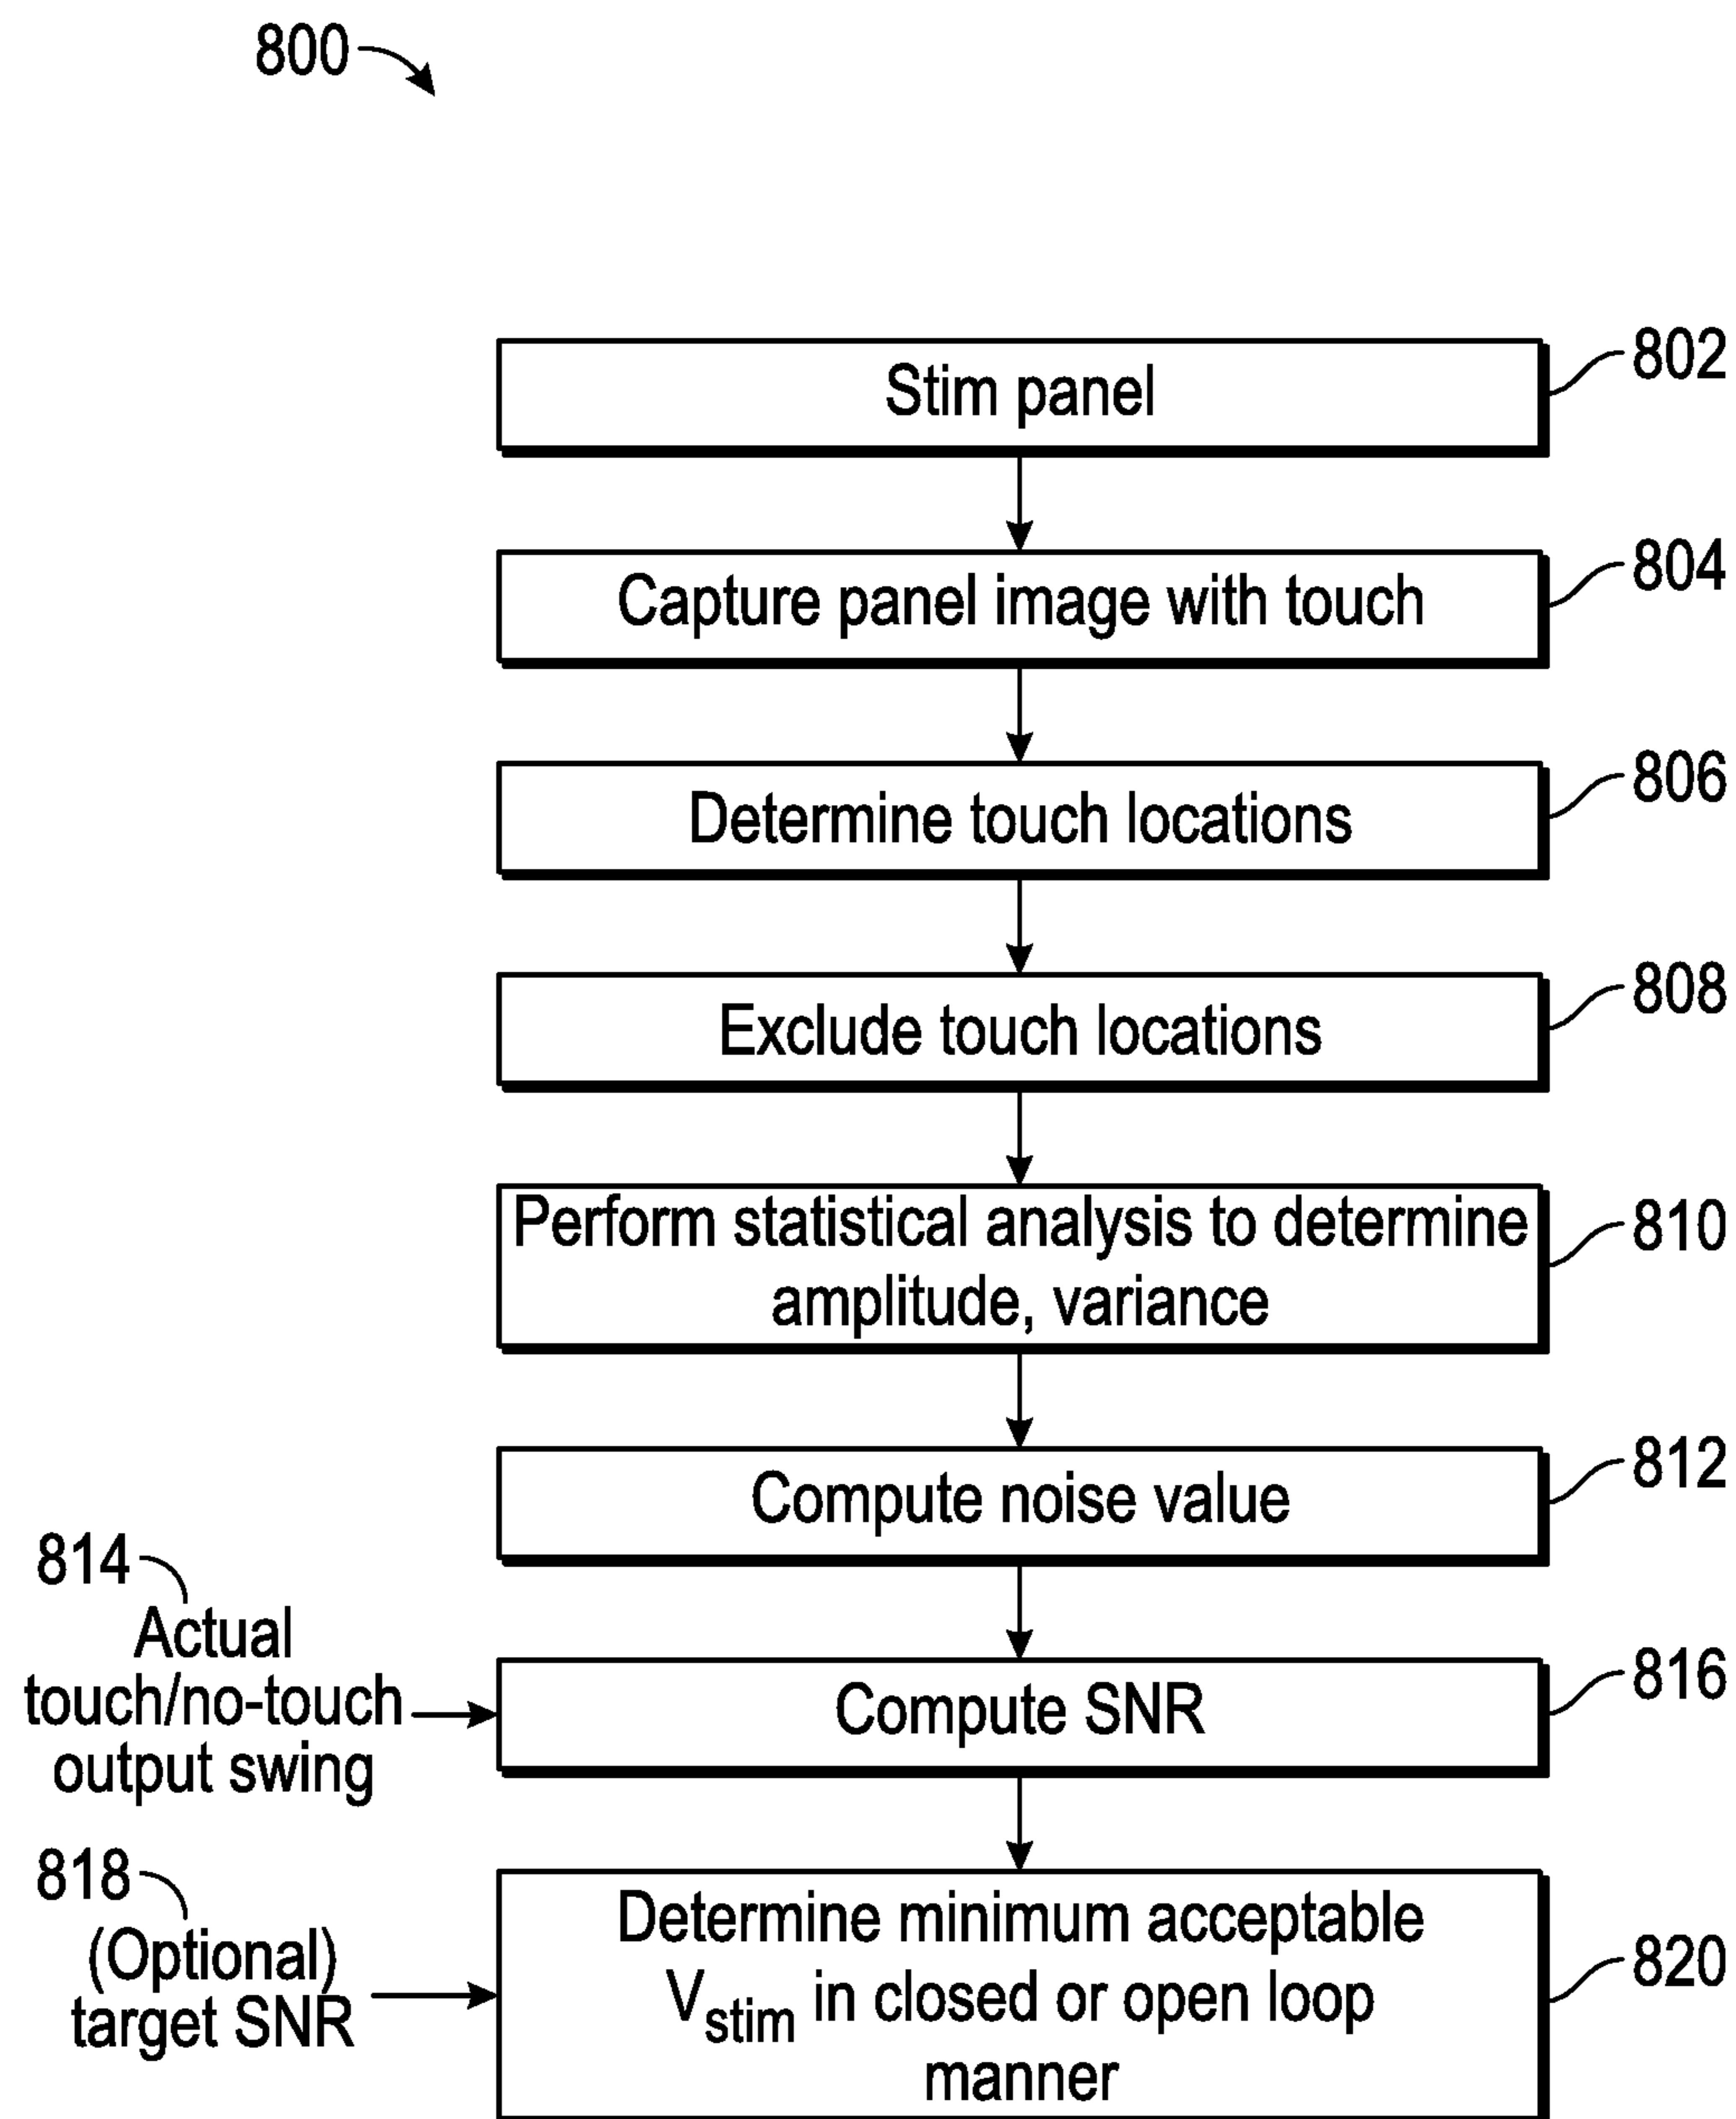 800
Stim panel
802
Capture panel image with touch
804
Determine touch locations
806
Exclude touch locations
808
Perform statistical analysis to determine
amplitude, variance
810
Compute noise value
812
814
Actual
touch/no-touch
output swing
Compute SNR
816
818
(Optional)
target SNR
Determine minimum acceptable
Vstim in closed or open loop
manner
820